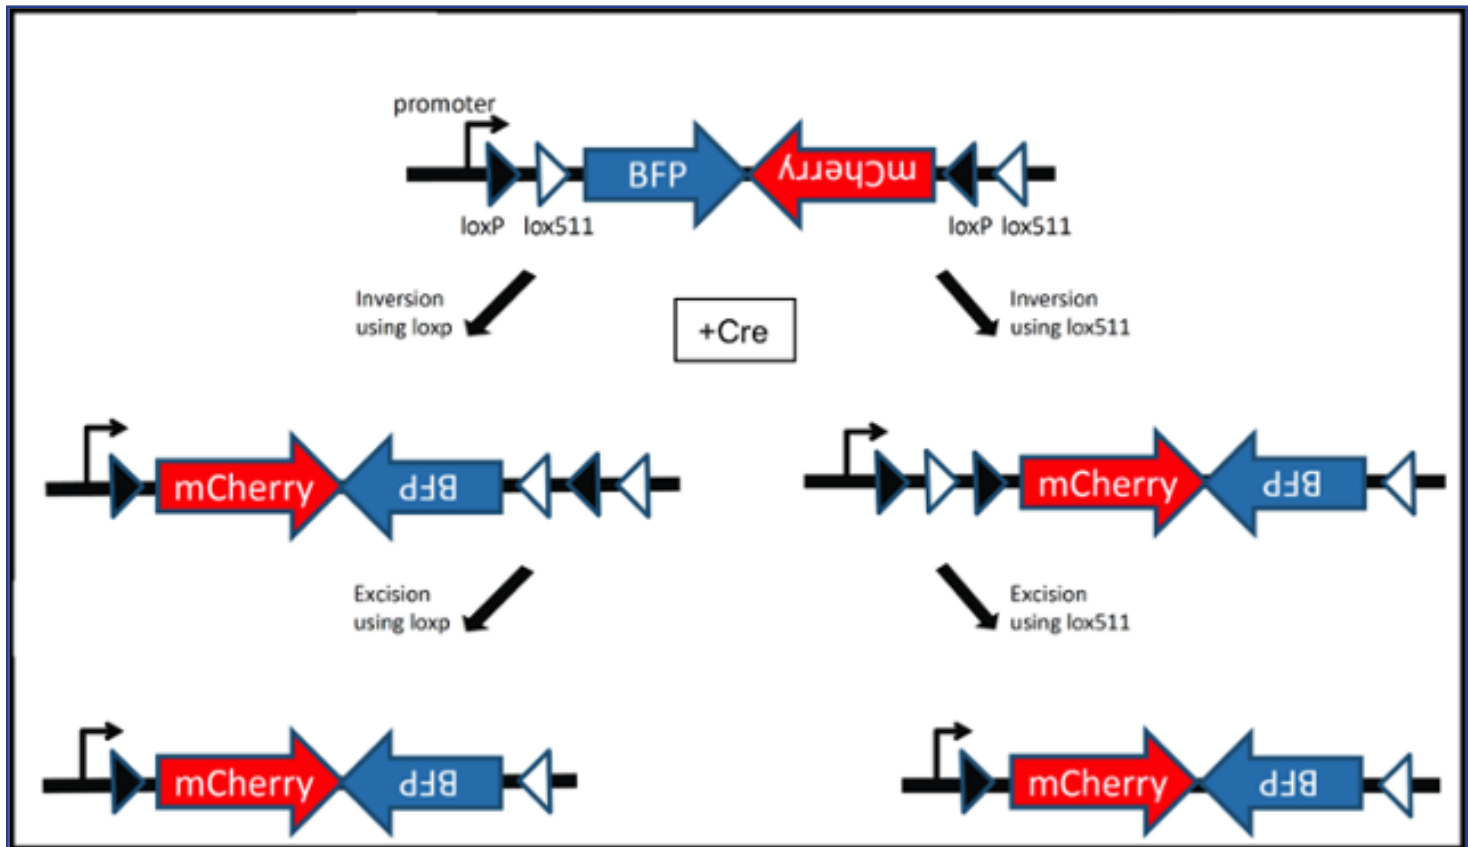 promoter
BFP mCherry
loxP lox511 loxP lox511
Inversion
using loxp
+Cre
Inversion
using lox511
mCherry BFP
mCherry BFP
Excision
using loxp
Excision
using lox511
mCherry BFP
mCherry BFP